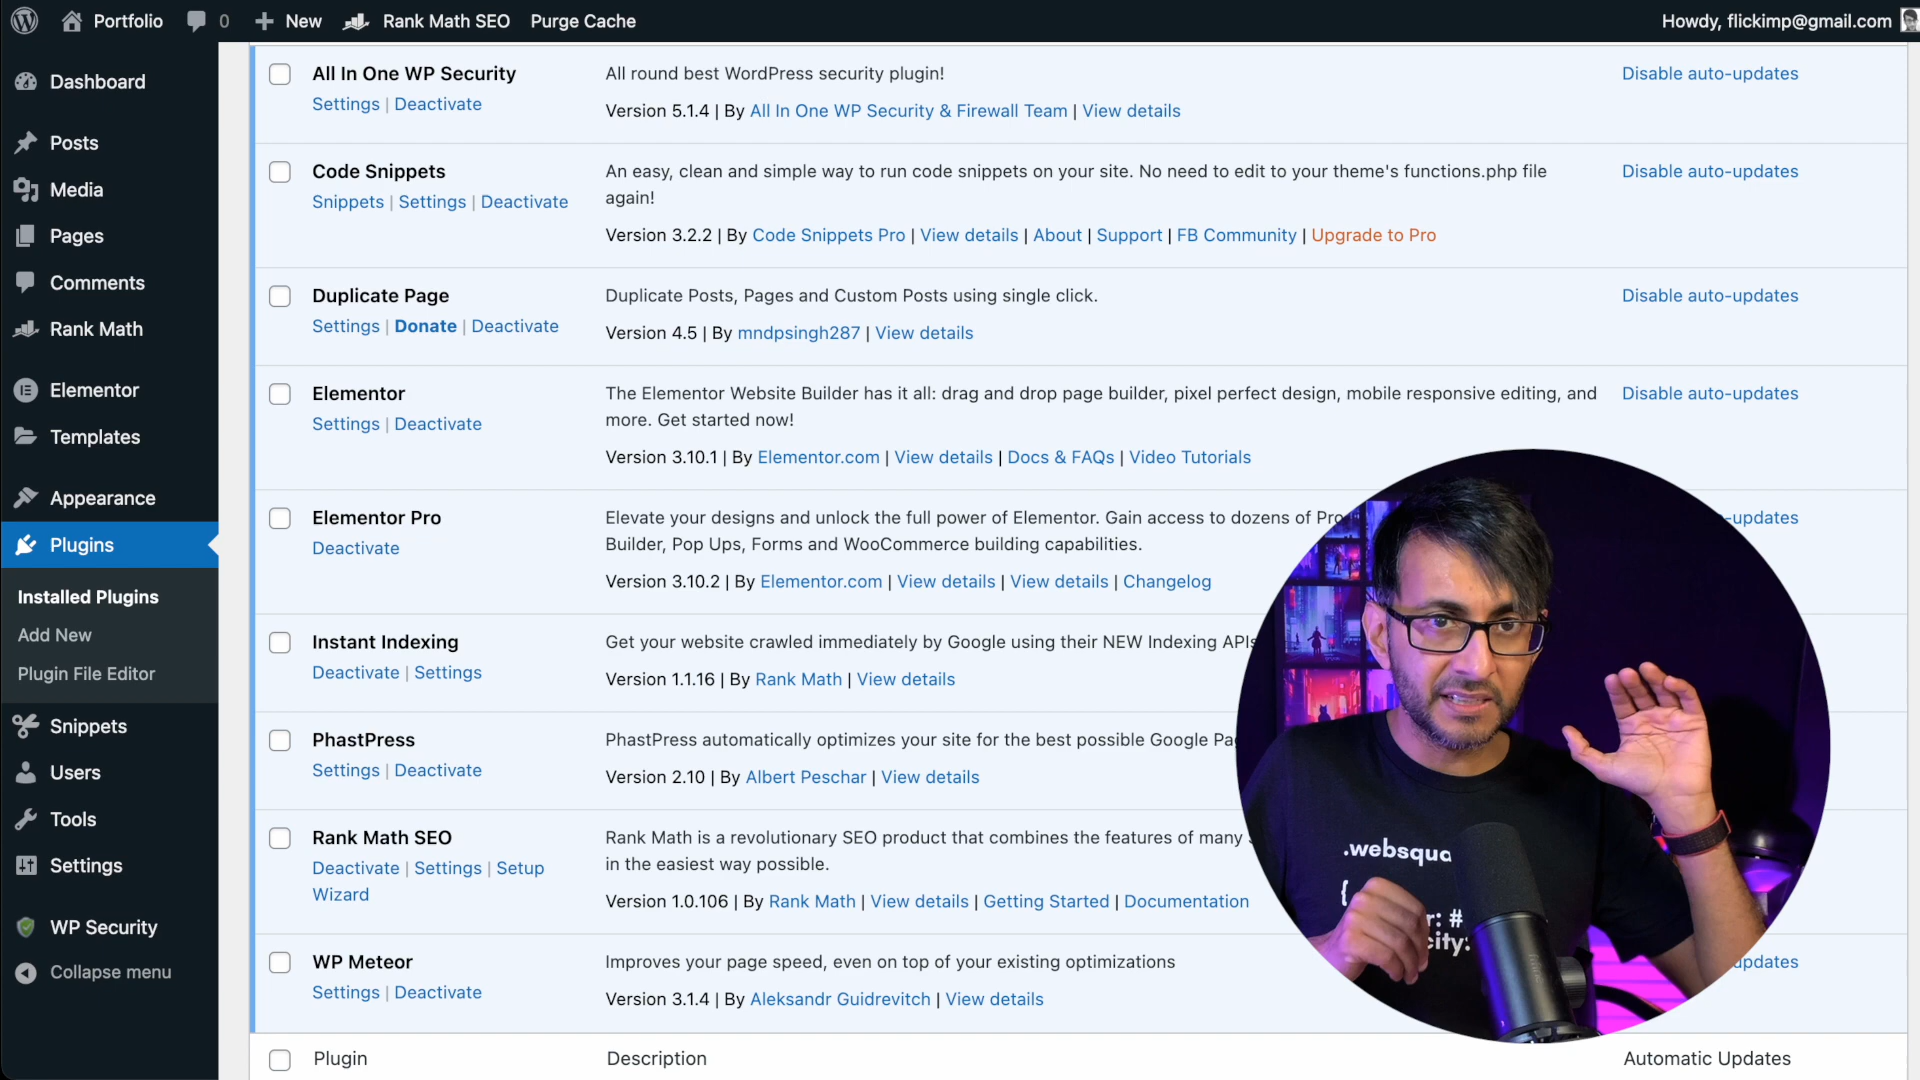 Portfolio 0 New Rank Math SEO Purge Cache Howdy, flickimp@gmail.com
Dashboard
Posts
Media
Pages
Comments
Rank Math
Elementor
Templates
Appearance
Plugins
Installed Plugins
Add New
Plugin File Editor
Snippets
Users
Tools
Settings
WP Security
Collapse menu
All In One WP Security
Settings | Deactivate
All round best WordPress security plugin!
Version 5.1.4 | By All In One WP Security & Firewall Team | View details
Disable auto-updates
Code Snippets
Snippets | Settings | Deactivate
An easy, clean and simple way to run code snippets on your site. No need to edit to your theme's functions.php file
again!
Version 3.2.2 | By Code Snippets Pro | View details | About | Support | FB Community | Upgrade to Pro
Disable auto-updates
Duplicate Page
Settings | Donate | Deactivate
Duplicate Posts, Pages and Custom Posts using single click.
Version 4.5 | By mndpsingh287 | View details
Disable auto-updates
Elementor
Settings | Deactivate
The Elementor Website Builder has it all: drag and drop page builder, pixel perfect design, mobile responsive editing, and
more. Get started now!
Version 3.10.1 | By Elementor.com | View details | Docs & FAQs | Video Tutorials
Disable auto-updates
Elementor Pro
Deactivate
Elevate your designs and unlock the full power of Elementor. Gain access to dozens of Pro
Builder, Pop Ups, Forms and WooCommerce building capabilities.
Version 3.10.2 | By Elementor.com | View details | View details | Changelog
-updates
Instant Indexing
Deactivate | Settings
Get your website crawled immediately by Google using their NEW Indexing APIs
Version 1.1.16 | By Rank Math | View details
PhastPress
Settings | Deactivate
PhastPress automatically optimizes your site for the best possible Google Pag
Version 2.10 | By Albert Peschar | View details
Rank Math SEO
Deactivate | Settings | Setup
Wizard
Rank Math is a revolutionary SEO product that combines the features of many
in the easiest way possible.
Version 1.0.106 | By Rank Math | View details | Getting Started | Documentation
WP Meteor
Settings | Deactivate
Improves your page speed, even on top of your existing optimizations
Version 3.1.4 | By Aleksandr Guidrevitch | View details
updates
Plugin Description Automatic Updates
.websqua
{
r: #
city: